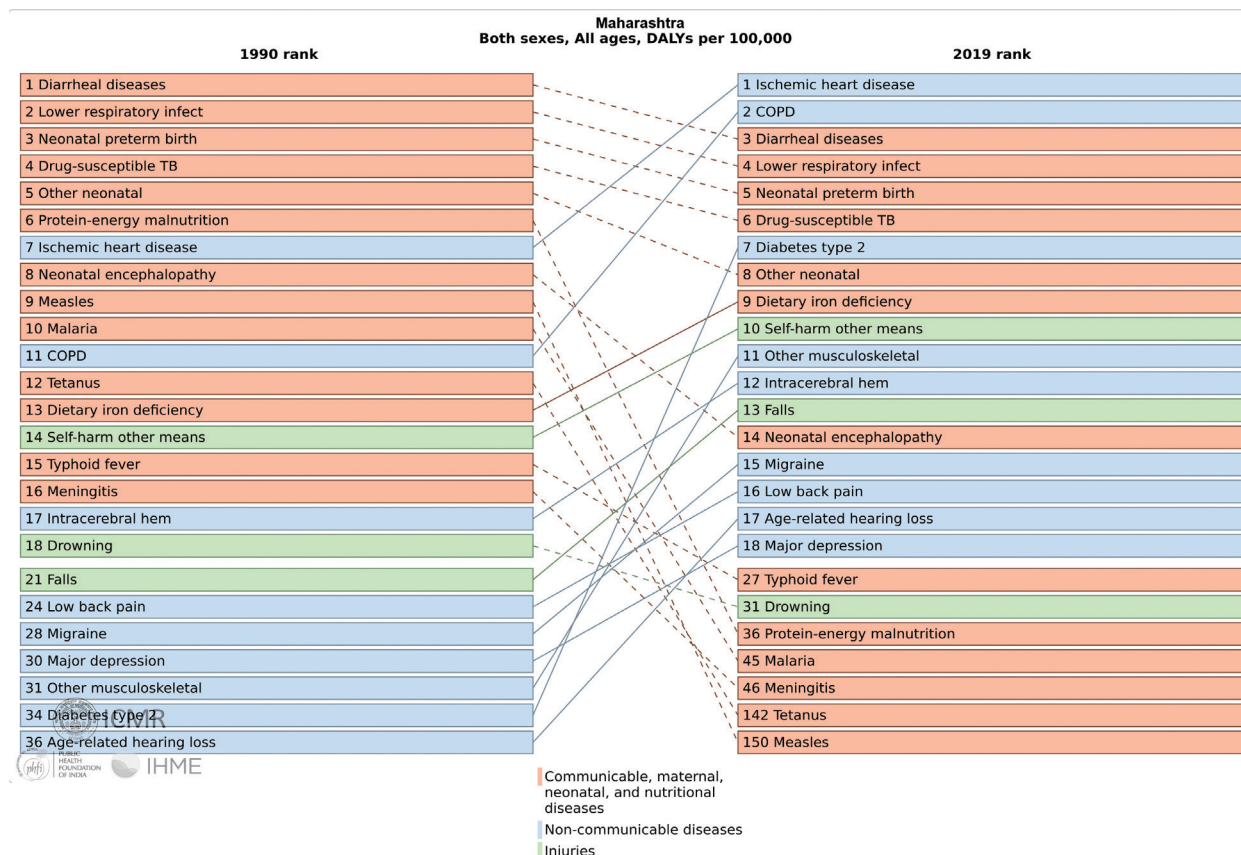 Maharashtra
Both sexes, All ages, DALYs per 100,000
1990 rank
2019 rank
1 Diarrheal diseases
2 Lower respiratory infect
3 Neonatal preterm birth
4 Drug-susceptible TB
5 Other neonatal
6 Protein-energy malnutrition
7 Ischemic heart disease
8 Neonatal encephalopathy
9 Measles
10 Malaria
11 COPD
12 Tetanus
13 Dietary iron deficiency
14 Self-harm other means
15 Typhoid fever
16 Meningitis
17 Intracerebral hem
18 Drowning
21 Falls
24 Low back pain
28 Migraine
30 Major depression
31 Other musculoskeletal
34 Diabetes type 2
36 Age-related hearing loss
1 Ischemic heart disease
2 COPD
3 Diarrheal diseases
4 Lower respiratory infect
5 Neonatal preterm birth
6 Drug-susceptible TB
7 Diabetes type 2
8 Other neonatal
9 Dietary iron deficiency
10 Self-harm other means
11 Other musculoskeletal
12 Intracerebral hem
13 Falls
14 Neonatal encephalopathy
15 Migraine
16 Low back pain
17 Age-related hearing loss
18 Major depression
27 Typhoid fever
31 Drowning
36 Protein-energy malnutrition
45 Malaria
46 Meningitis
142 Tetanus
150 Measles
ICMR
phfi
PUBLIC
HEALTH
FOUNDATION
OF INDIA
IHME
Communicable, maternal,
neonatal, and nutritional
diseases
Non-communicable diseases
Injuries